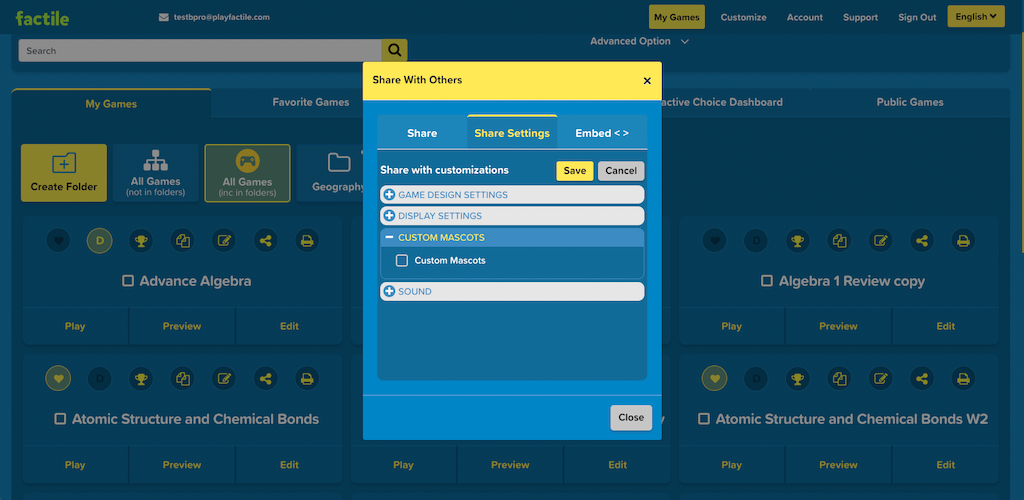 factile
testbpro@playfactile.com
My Games
Customize
Account
Support
Sign Out
English
Search
Advanced Option
Share With Others
×
My Games
Favorite Games
active Choice Dashboard
Public Games
Share
Share Settings
Embed < >
Create Folder
All Games
(not in folders)
All Games
(inc in folders)
Geography
Share with customizations
Save
Cancel
GAME DESIGN SETTINGS
DISPLAY SETTINGS
CUSTOM MASCOTS
Custom Mascots
SOUND
D
D
Advance Algebra
Algebra 1 Review copy
Play
Preview
Edit
Play
Preview
Edit
D
D
Atomic Structure and Chemical Bonds
Atomic Structure and Chemical Bonds W2
Close
Play
Preview
Edit
Play
Preview
Edit
Play
Preview
Edit